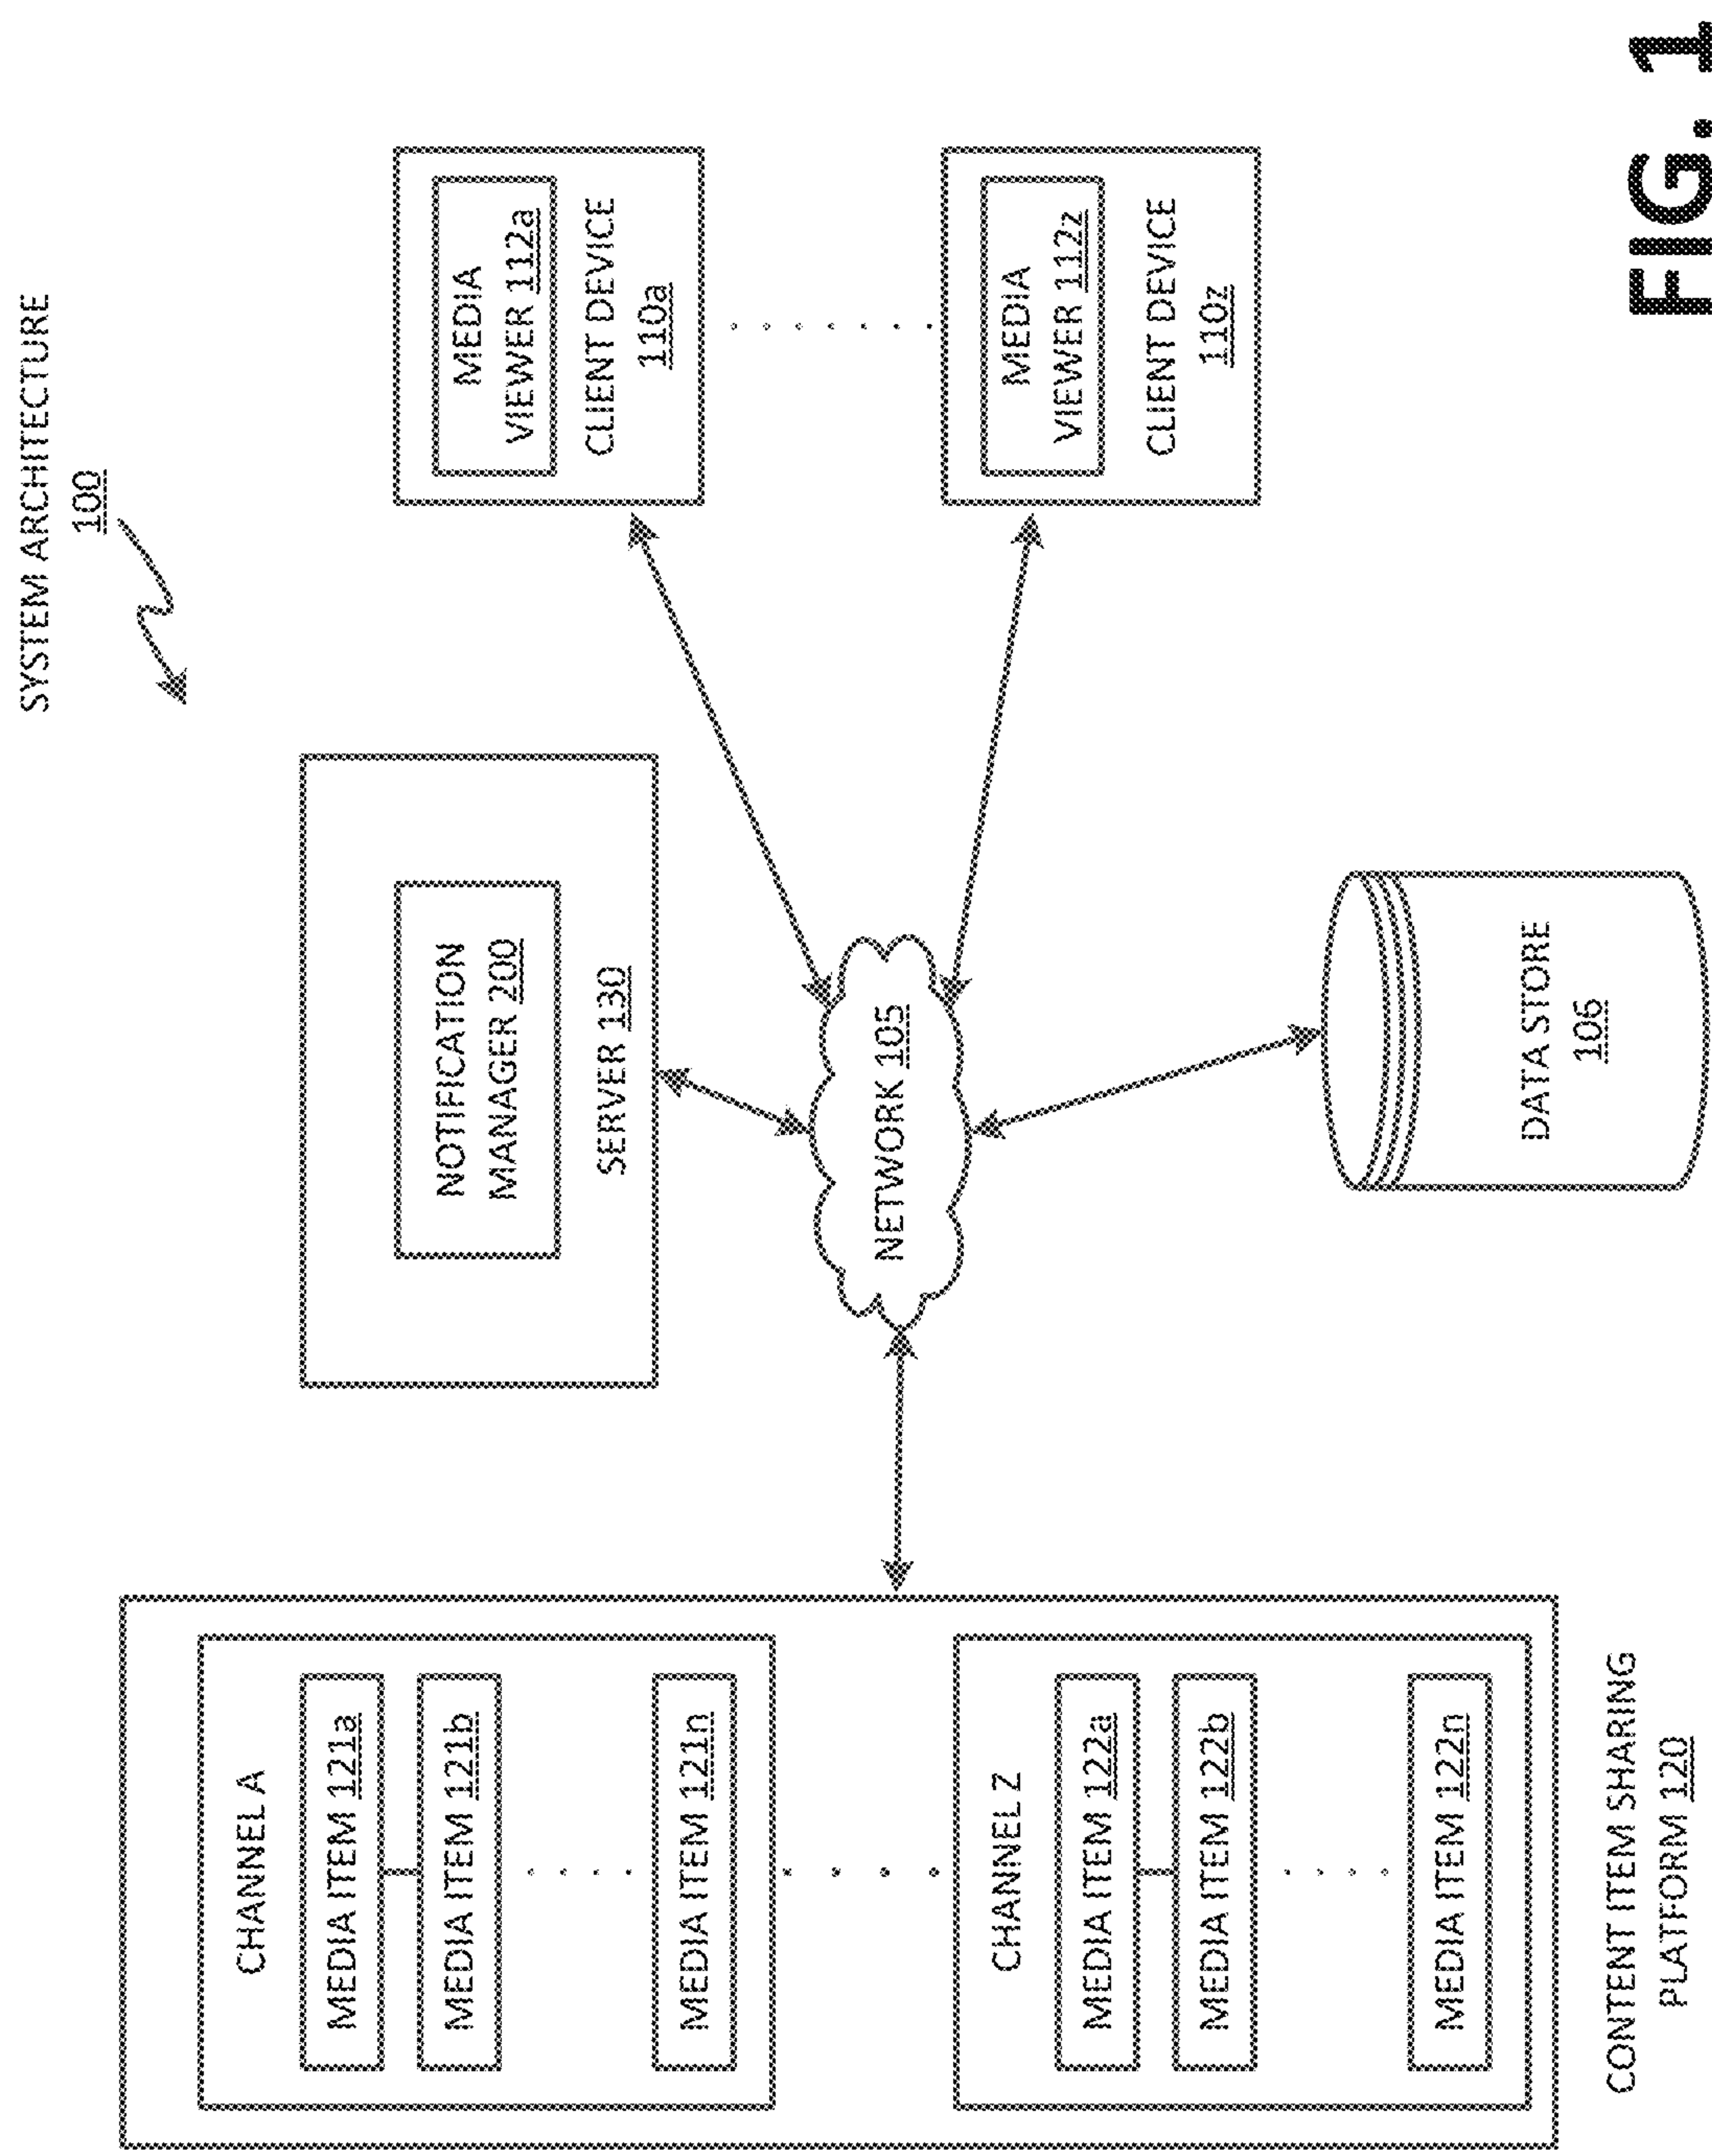 SYSTEM ARCHITECTURE
100
CHANNEL A
MEDIA ITEM 121a
MEDIA ITEM 121b
MEDIA ITEM 121n
CHANNEL Z
MEDIA ITEM 122a
MEDIA ITEM 122b
MEDIA ITEM 122n
CONTENT ITEM SHARING
PLATFORM 120
NOTIFICATION
MANAGER 200
SERVER 130
NETWORK 105
DATA STORE
106
MEDIA
VIEWER 112a
CLIENT DEVICE
110a
MEDIA
VIEWER 112z
CLIENT DEVICE
110z
FIG. 1